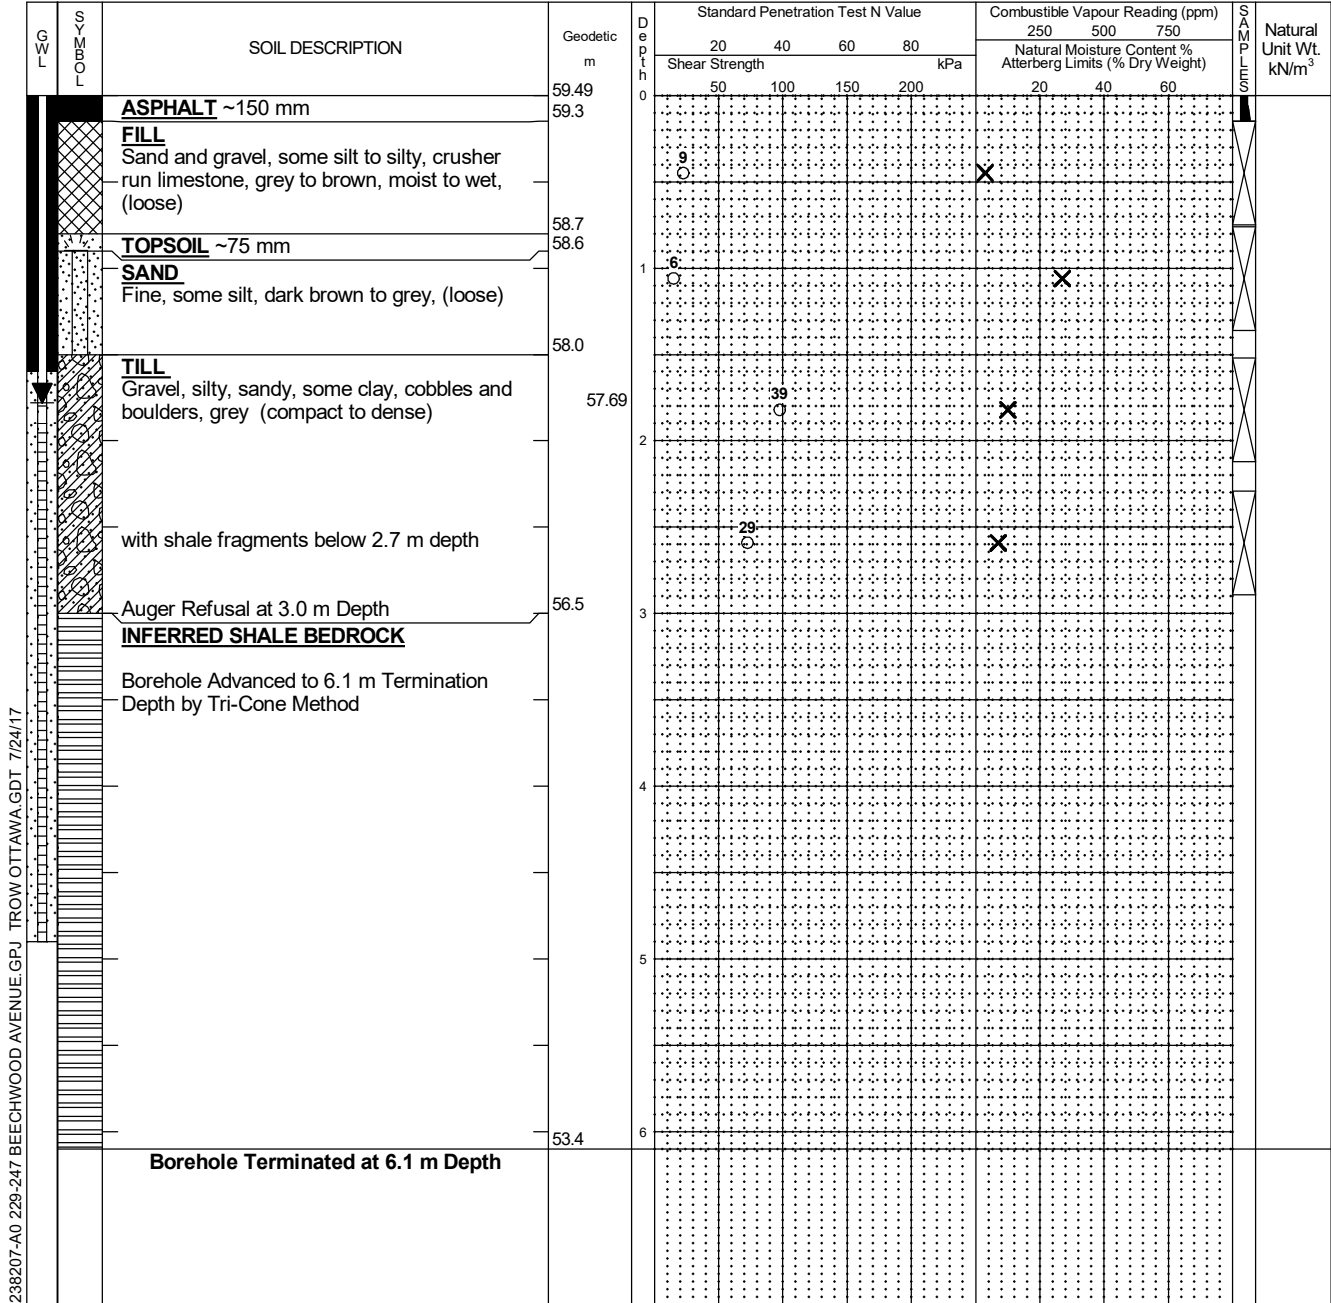 GWL
SYMBOL
SOIL DESCRIPTION
Geodetic
m
Depth
Standard Penetration Test N Value
20 40 60 80
Shear Strength kPa
50 100 150 200
Combustible Vapour Reading (ppm)
250 500 750
Natural Moisture Content %
Atterberg Limits (% Dry Weight)
20 40 60
SAMPLES
Natural
Unit Wt.
kN/m³
59.49
0
ASPHALT ~150 mm
59.3
FILL
Sand and gravel, some silt to silty, crusher
run limestone, grey to brown, moist to wet,
(loose)
9
58.7
TOPSOIL ~75 mm
58.6
SAND
Fine, some silt, dark brown to grey, (loose)
6
1
58.0
TILL
Gravel, silty, sandy, some clay, cobbles and
boulders, grey (compact to dense)
57.69
39
2
with shale fragments below 2.7 m depth
29
Auger Refusal at 3.0 m Depth
56.5
3
INFERRED SHALE BEDROCK
Borehole Advanced to 6.1 m Termination
Depth by Tri-Cone Method
4
5
6
53.4
Borehole Terminated at 6.1 m Depth
238207-A0 229-247 BEECHWOOD AVENUE.GPJ TROW OTTAWA.GDT 7/24/17